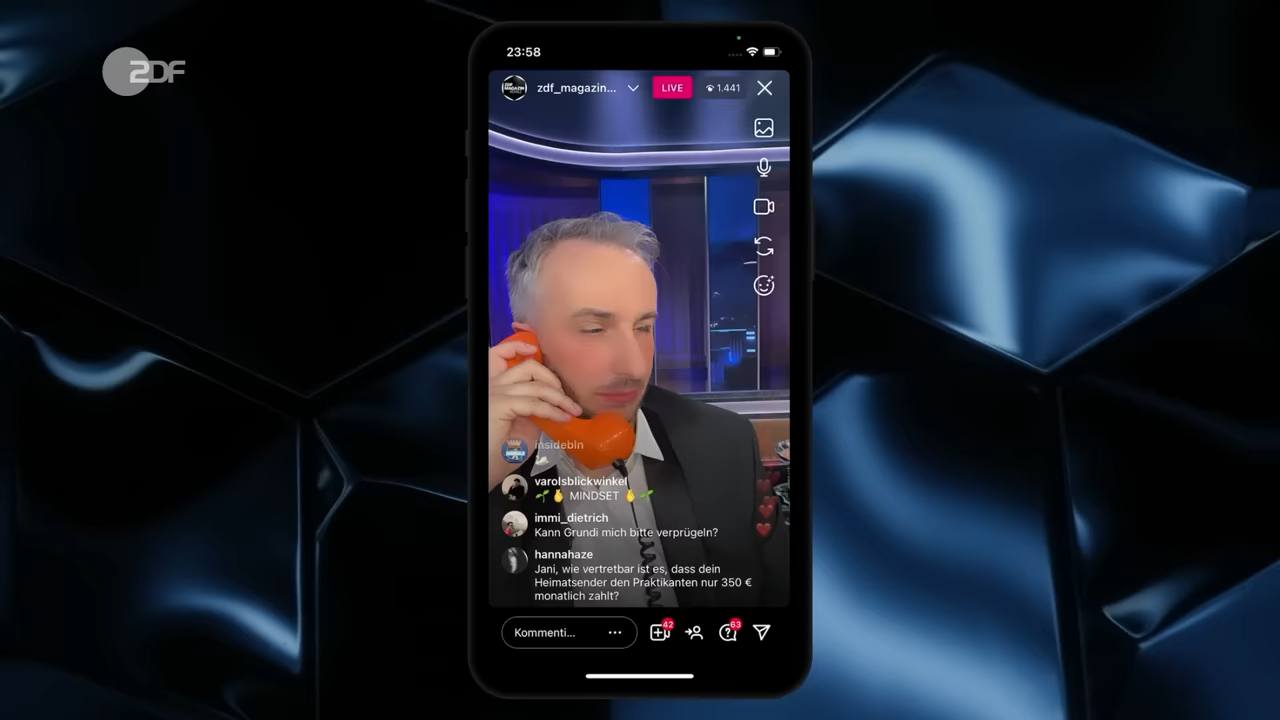 ZDF
23:58
zdf_magazin...
LIVE
1.441
insidebln
varolsblickwinkel
🌱🫰 MINDSET 🫰🌱
immi_dietrich
Kann Grundi mich bitte verprügeln?
hannahaze
Jani, wie vertretbar ist es, dass dein
Heimatsender den Praktikanten nur 350 €
monatlich zahlt?
Kommenti...
42
63